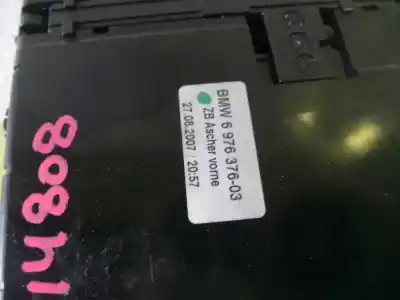 BMW 6 976 376-03
ZB Ascher vorne
27.08.2007 / 20:57
14808